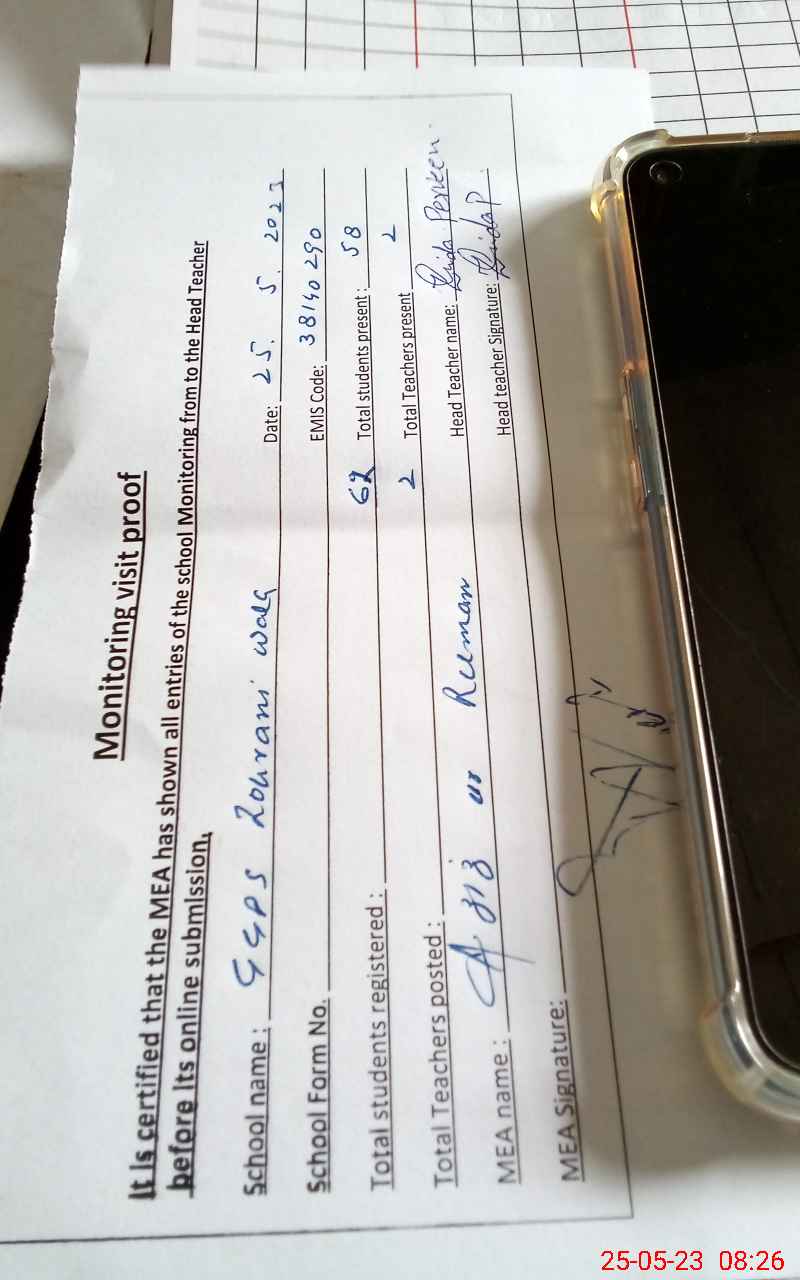 Monitoring visit proof
It is certified that the MEA has shown all entries of the school Monitoring from to the Head Teacher
before its online submission.
School name : GGPS Rohrani wala Date: 25. 5. 2023
School Form No. EMIS Code: 38140290
Total students registered : 62 Total students present : 58
Total Teachers posted : 2 Total Teachers present 2
MEA name : Aziz ur Rehman Head Teacher name: Perveen
MEA Signature: Head teacher Signature:
25-05-23 08:26